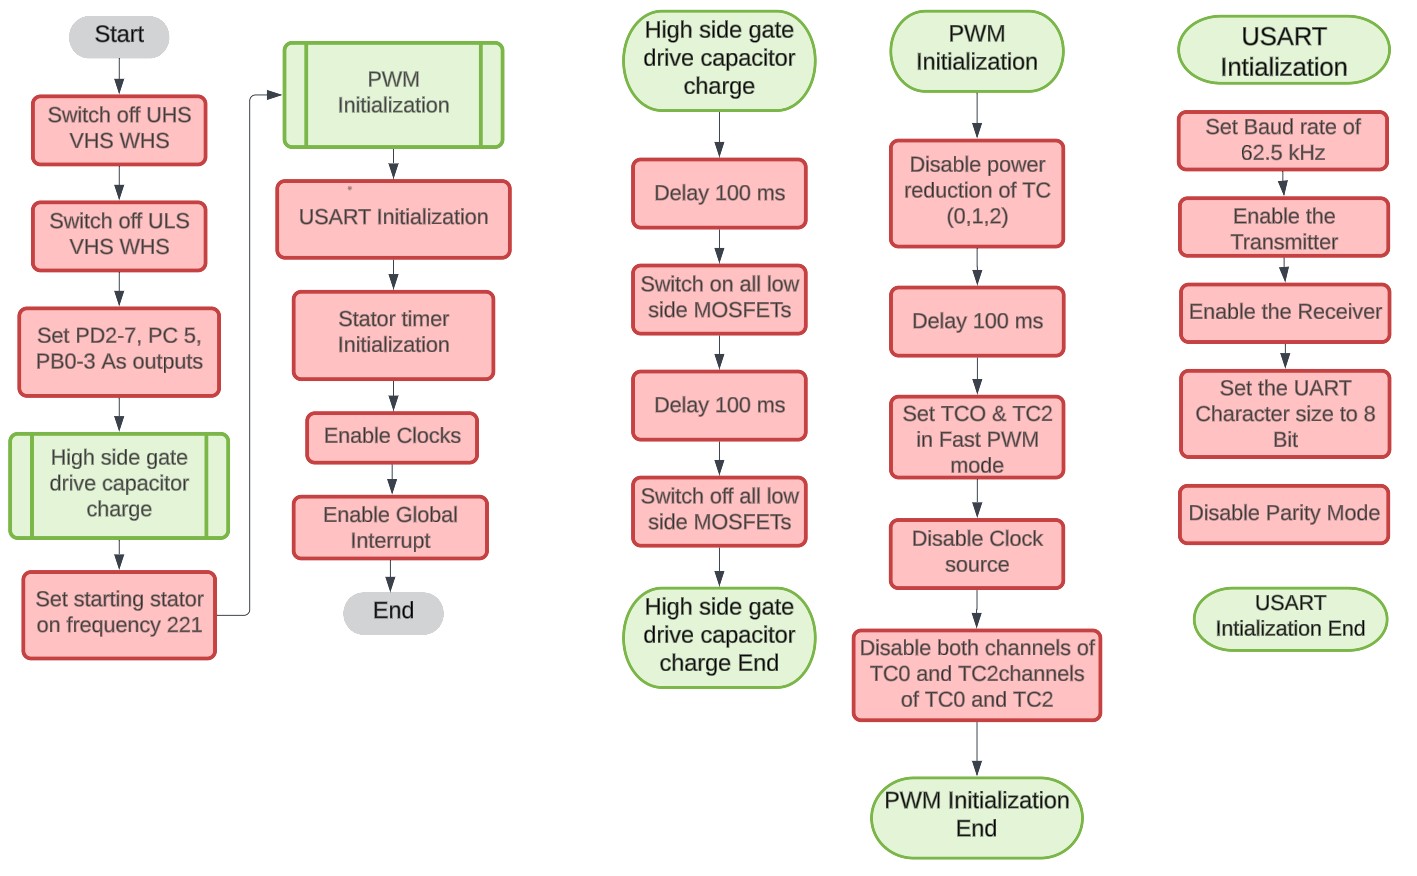 Start
Switch off UHS
VHS WHS
Switch off ULS
VHS WHS
Set PD2-7, PC 5,
PB0-3 As outputs
High side gate
drive capacitor
charge
Set starting stator
on frequency 221
PWM
Initialization
USART Initialization
Stator timer
Initialization
Enable Clocks
Enable Global
Interrupt
End
High side gate
drive capacitor
charge
Delay 100 ms
Switch on all low
side MOSFETs
Delay 100 ms
Switch off all low
side MOSFETs
High side gate
drive capacitor
charge End
PWM
Initialization
Disable power
reduction of TC
(0,1,2)
Delay 100 ms
Set TCO & TC2
in Fast PWM
mode
Disable Clock
source
Disable both channels of
TC0 and TC2channels
of TC0 and TC2
PWM Initialization
End
USART
Intialization
Set Baud rate of
62.5 kHz
Enable the
Transmitter
Enable the Receiver
Set the UART
Character size to 8
Bit
Disable Parity Mode
USART
Intialization End